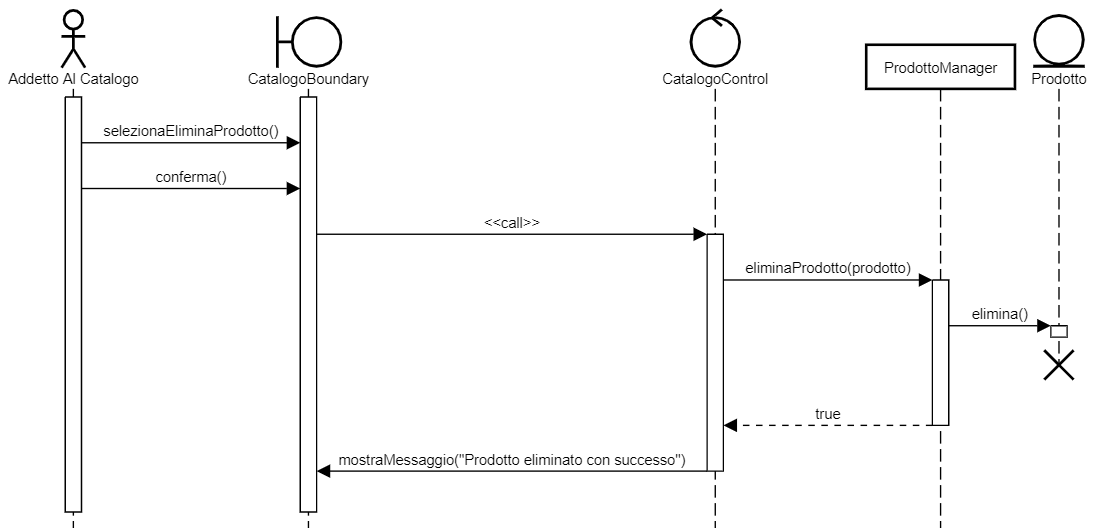 Addetto Al Catalogo
CatalogoBoundary
CatalogoControl
ProdottoManager
Prodotto
selezionaEliminaProdotto()
conferma()
<<call>>
eliminaProdotto(prodotto)
elimina()
true
mostraMessaggio("Prodotto eliminato con successo")